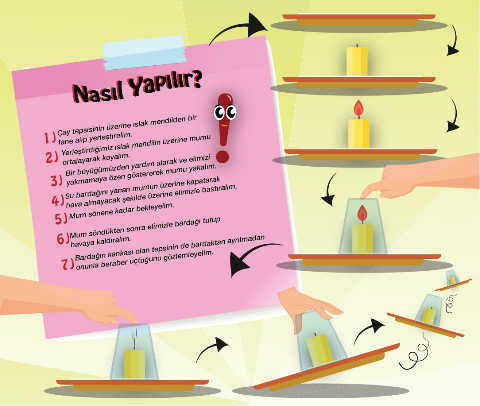 Nasıl Yapılır?
1) Çay tepsisinin üzerine ıslak mendilden bir
tane alıp yerleştirelim.
2) Yerleştirdiğimiz ıslak mendilin üzerine mumu
ortalayarak koyalım.
3) Bir büyüğümüzden yardım alarak ve elimizi
yakmamaya özen göstererek mumu yakalım.
4) Su bardağını yanan mumun üzerine kapatarak
hava almayacak şekilde üzerine elimizle bastıralım.
5) Mum sönene kadar bekleyelim.
6) Mum söndükten sonra elimizle bardağı tutup
havaya kaldıralım.
7) Bardağın sankası olan tepsinin de bardaktan ayrılmadan
onunla beraber uçtuğunu gözlemleyelim.